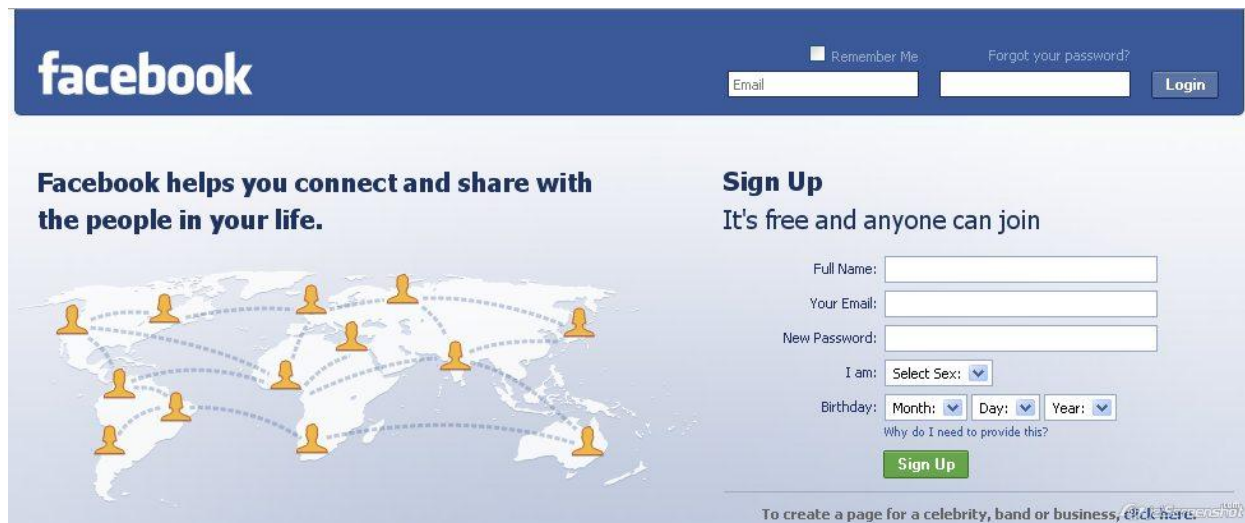 facebook
Remember Me
Forgot your password?
Email
Login
Facebook helps you connect and share with
the people in your life.
Sign Up
It's free and anyone can join
Full Name:
Your Email:
New Password:
I am: Select Sex:
Birthday: Month: Day: Year:
Why do I need to provide this?
Sign Up
To create a page for a celebrity, band or business, click here.